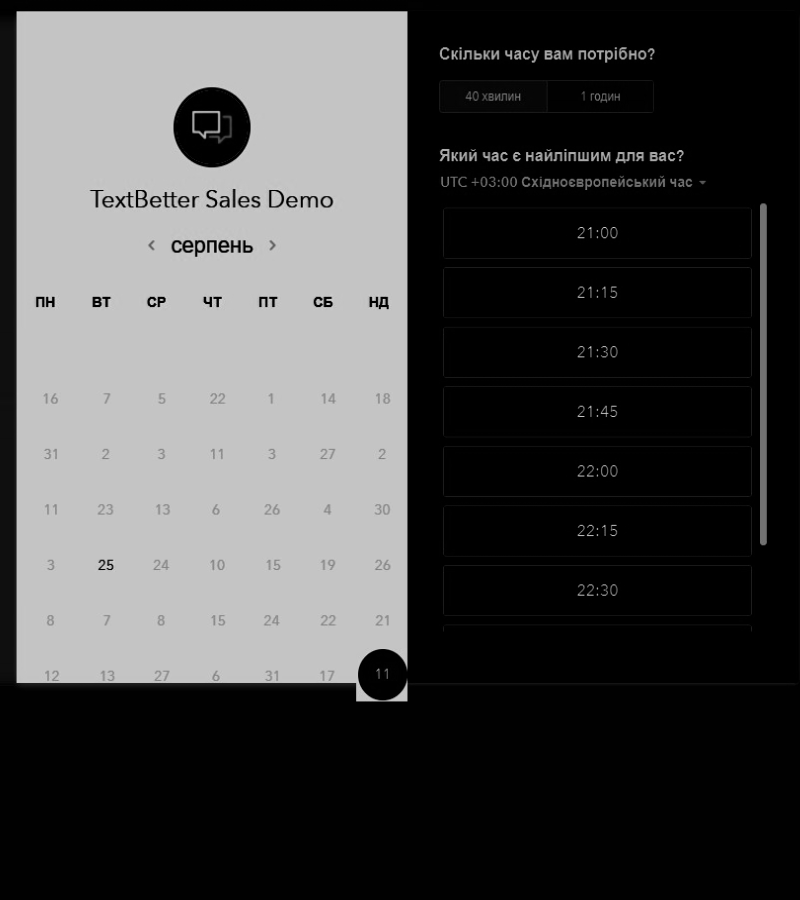 TextBetter Sales Demo
серпень
ПН ВТ СР ЧТ ПТ СБ НД
16 7 5 22 1 14 18
31 2 3 11 3 27 2
11 23 13 6 26 4 30
3 25 24 10 15 19 26
8 7 8 15 24 22 21
12 13 27 6 31 17 11
Скільки часу вам потрібно?
40 хвилин 1 годин
Який час є найліпшим для вас?
UTC +03:00 Східноєвропейський час
21:00
21:15
21:30
21:45
22:00
22:15
22:30